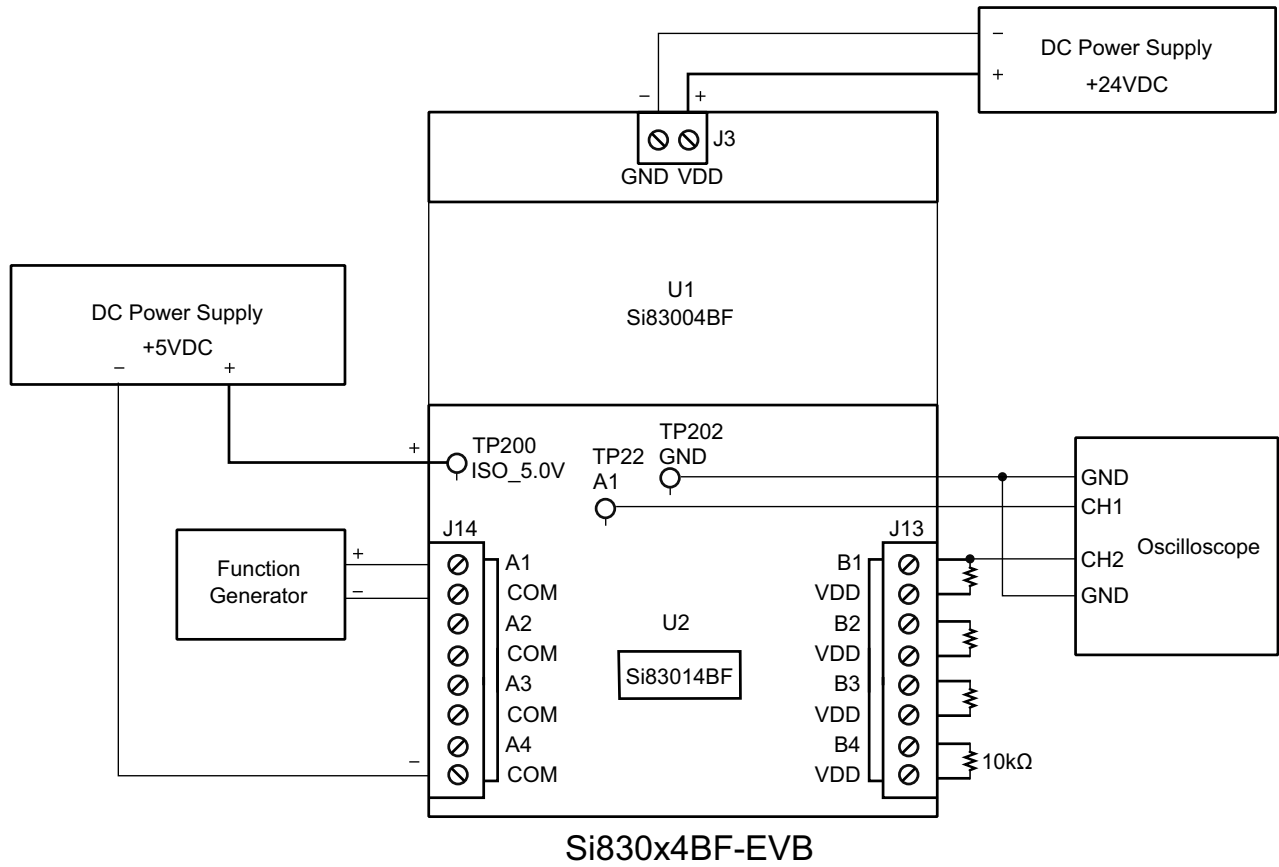 −
DC Power Supply
+
+24VDC
−
+
J3
GND VDD
U1
Si83004BF
DC Power Supply
+5VDC
−
+
+
TP200
ISO_5.0V
TP22
A1
TP202
GND
GND
CH1
CH2
GND
Oscilloscope
Function
Generator
+
−
−
J14
A1
COM
A2
COM
A3
COM
A4
COM
U2
Si83014BF
J13
B1
VDD
B2
VDD
B3
VDD
B4
VDD
10kΩ
Si830x4BF-EVB